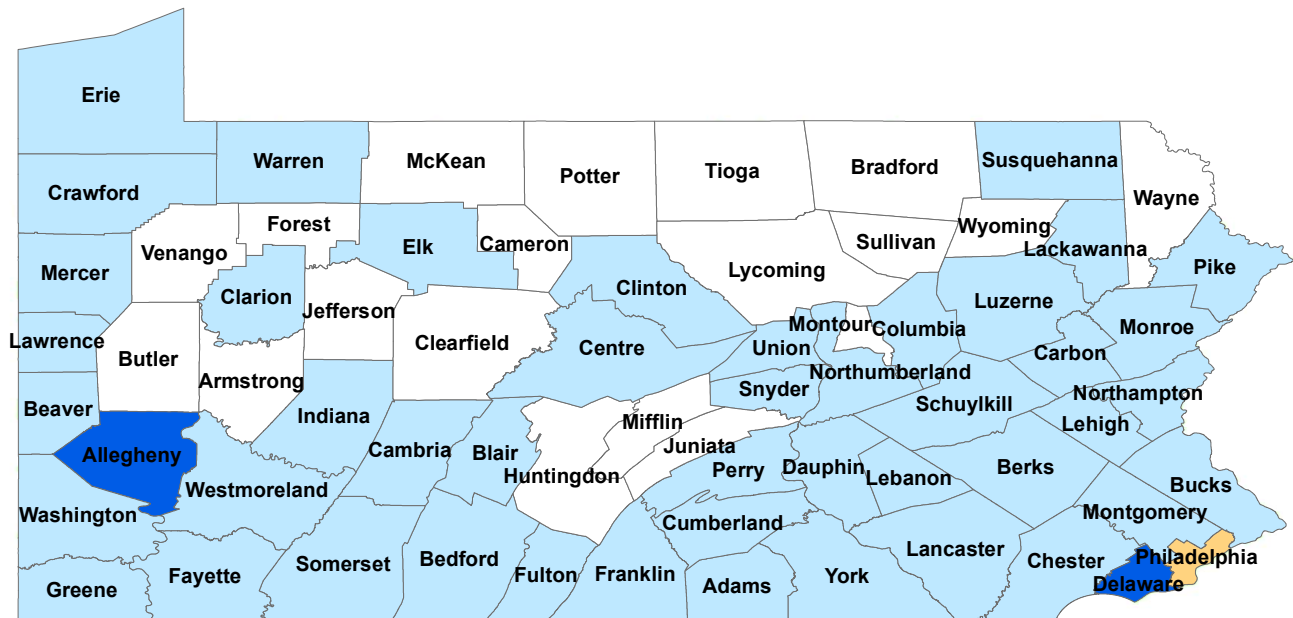 Erie
Warren
McKean
Potter
Tioga
Bradford
Susquehanna
Crawford
Wayne
Forest
Venango
Elk
Cameron
Sullivan
Wyoming
Lackawanna
Mercer
Clarion
Clinton
Lycoming
Pike
Jefferson
Luzerne
Lawrence
Butler
Clearfield
Centre
Montour
Columbia
Monroe
Union
Carbon
Armstrong
Northumberland
Snyder
Northampton
Beaver
Indiana
Mifflin
Schuylkill
Lehigh
Allegheny
Cambria
Blair
Juniata
Huntingdon
Perry
Dauphin
Lebanon
Berks
Bucks
Westmoreland
Washington
Cumberland
Montgomery
Greene
Fayette
Somerset
Bedford
Fulton
Franklin
Adams
York
Lancaster
Chester
Philadelphia
Delaware